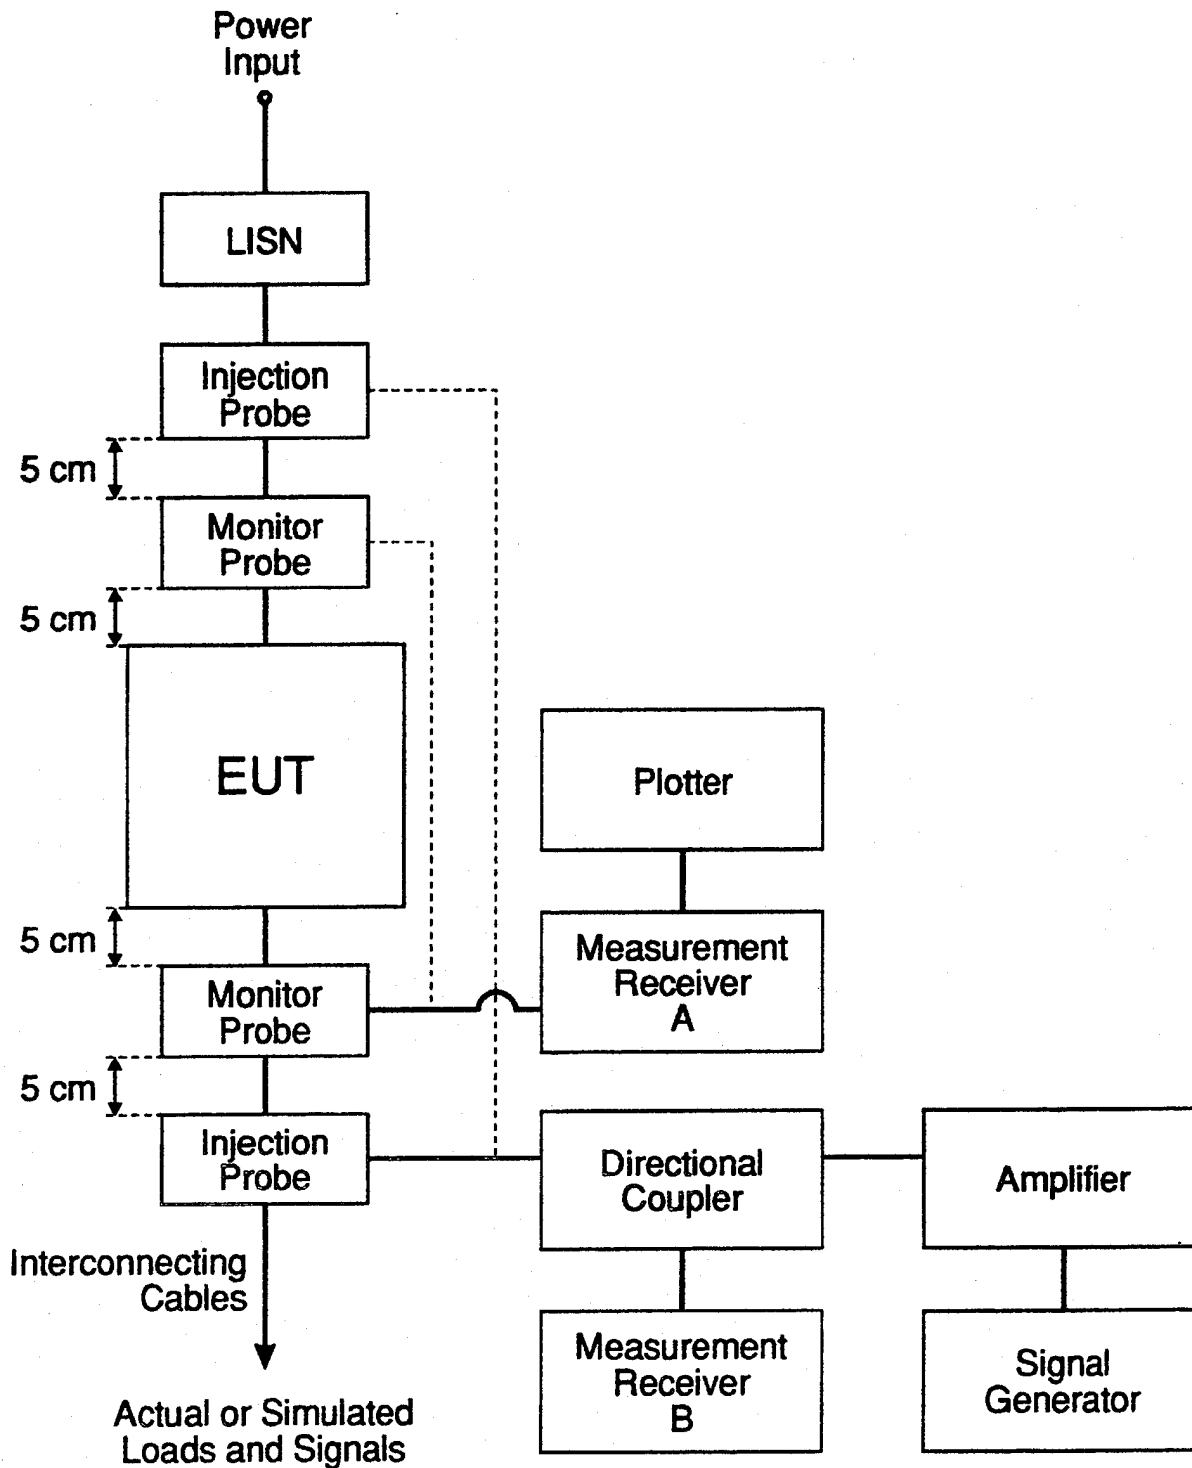 Power
Input
LISN
Injection
Probe
5 cm
Monitor
Probe
5 cm
EUT
Plotter
5 cm
Measurement
Receiver
A
Monitor
Probe
5 cm
Injection
Probe
Directional
Coupler
Amplifier
Interconnecting
Cables
Measurement
Receiver
B
Signal
Generator
Actual or Simulated
Loads and Signals